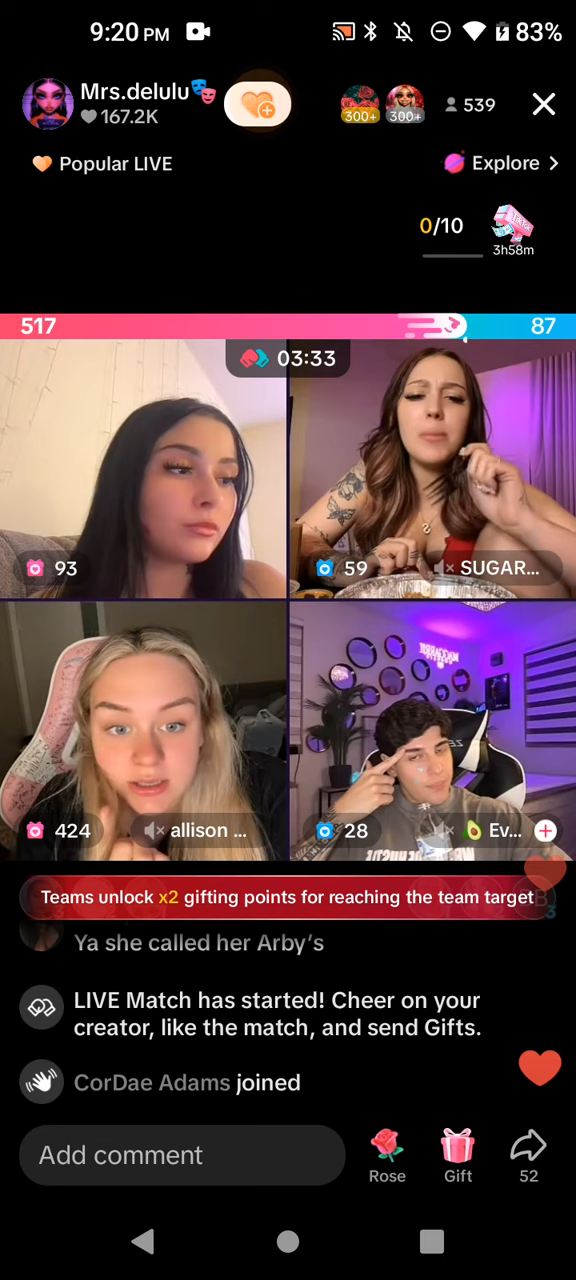 9:20 PM 83%
Mrs.delulu🎭
167.2K
300+ 300+ 539
Popular LIVE Explore
0/10
TikTok
3h58m
517 87
03:33
93 59 SUGAR...
424 allison ... 28 🥑 Ev...
Teams unlock x2 gifting points for reaching the team target
Ya she called her Arby's
LIVE Match has started! Cheer on your
creator, like the match, and send Gifts.
CorDae Adams joined
Add comment
Rose Gift 52